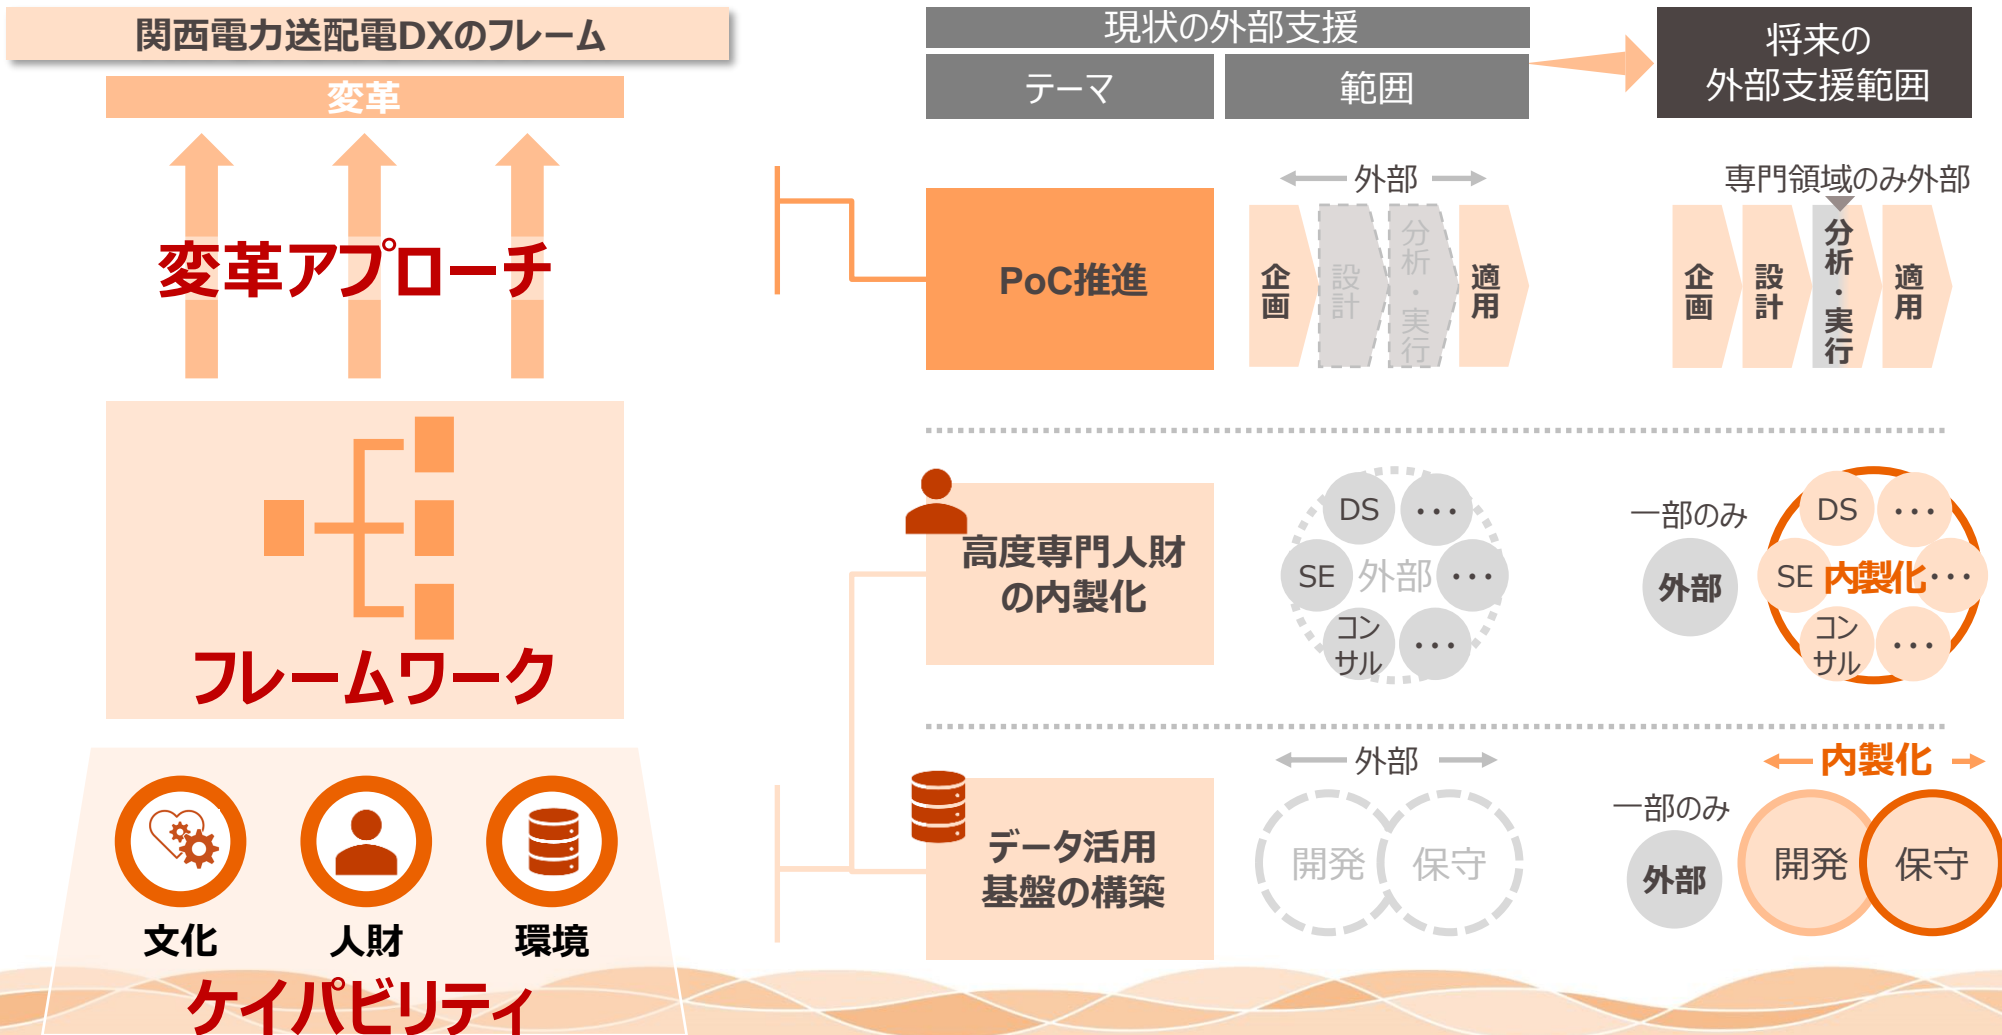 関西電力送配電DXのフレーム
変革
変革アプローチ
フレームワーク
文化
人財
環境
ケイパビリティ
現状の外部支援
テーマ
範囲
将来の
外部支援範囲
PoC推進
外部
企画
設計
分析・実行
適用
専門領域のみ外部
企画
設計
分析・実行
適用
高度専門人財
の内製化
DS
・・・
SE
外部
・・・
コン
サル
・・・
一部のみ
外部
DS
・・・
SE
内製化
・・・
コン
サル
・・・
データ活用
基盤の構築
外部
開発
保守
一部のみ
外部
内製化
開発
保守